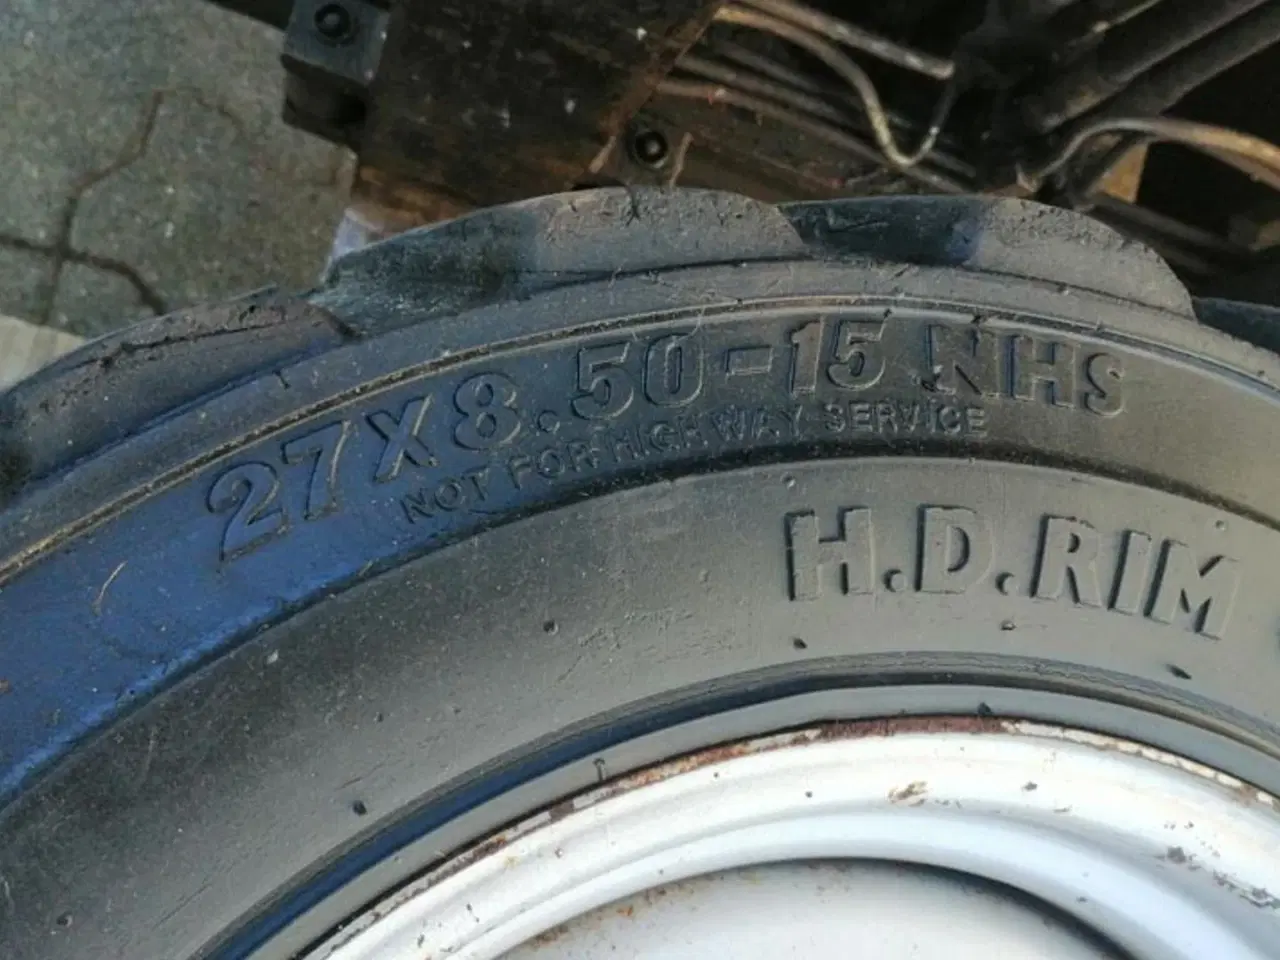 27X8.50-15 NHS
NOT FOR HIGHWAY SERVICE
H.D.RIM